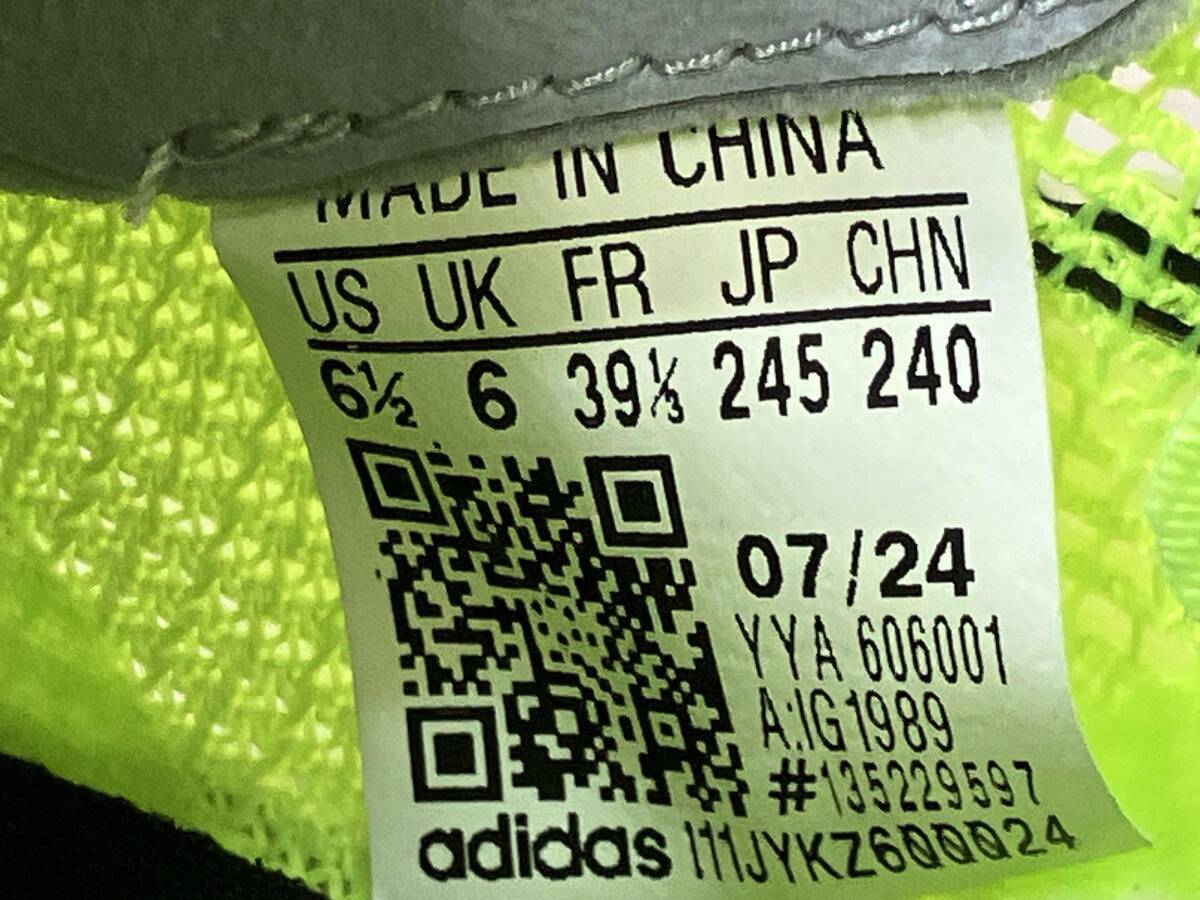 MADE IN CHINA
US UK FR JP CHN
6½ 6 39⅓ 245 240
07/24
YYA 606001
A:IG1989
#135229597
adidas 111JYKZ6000024